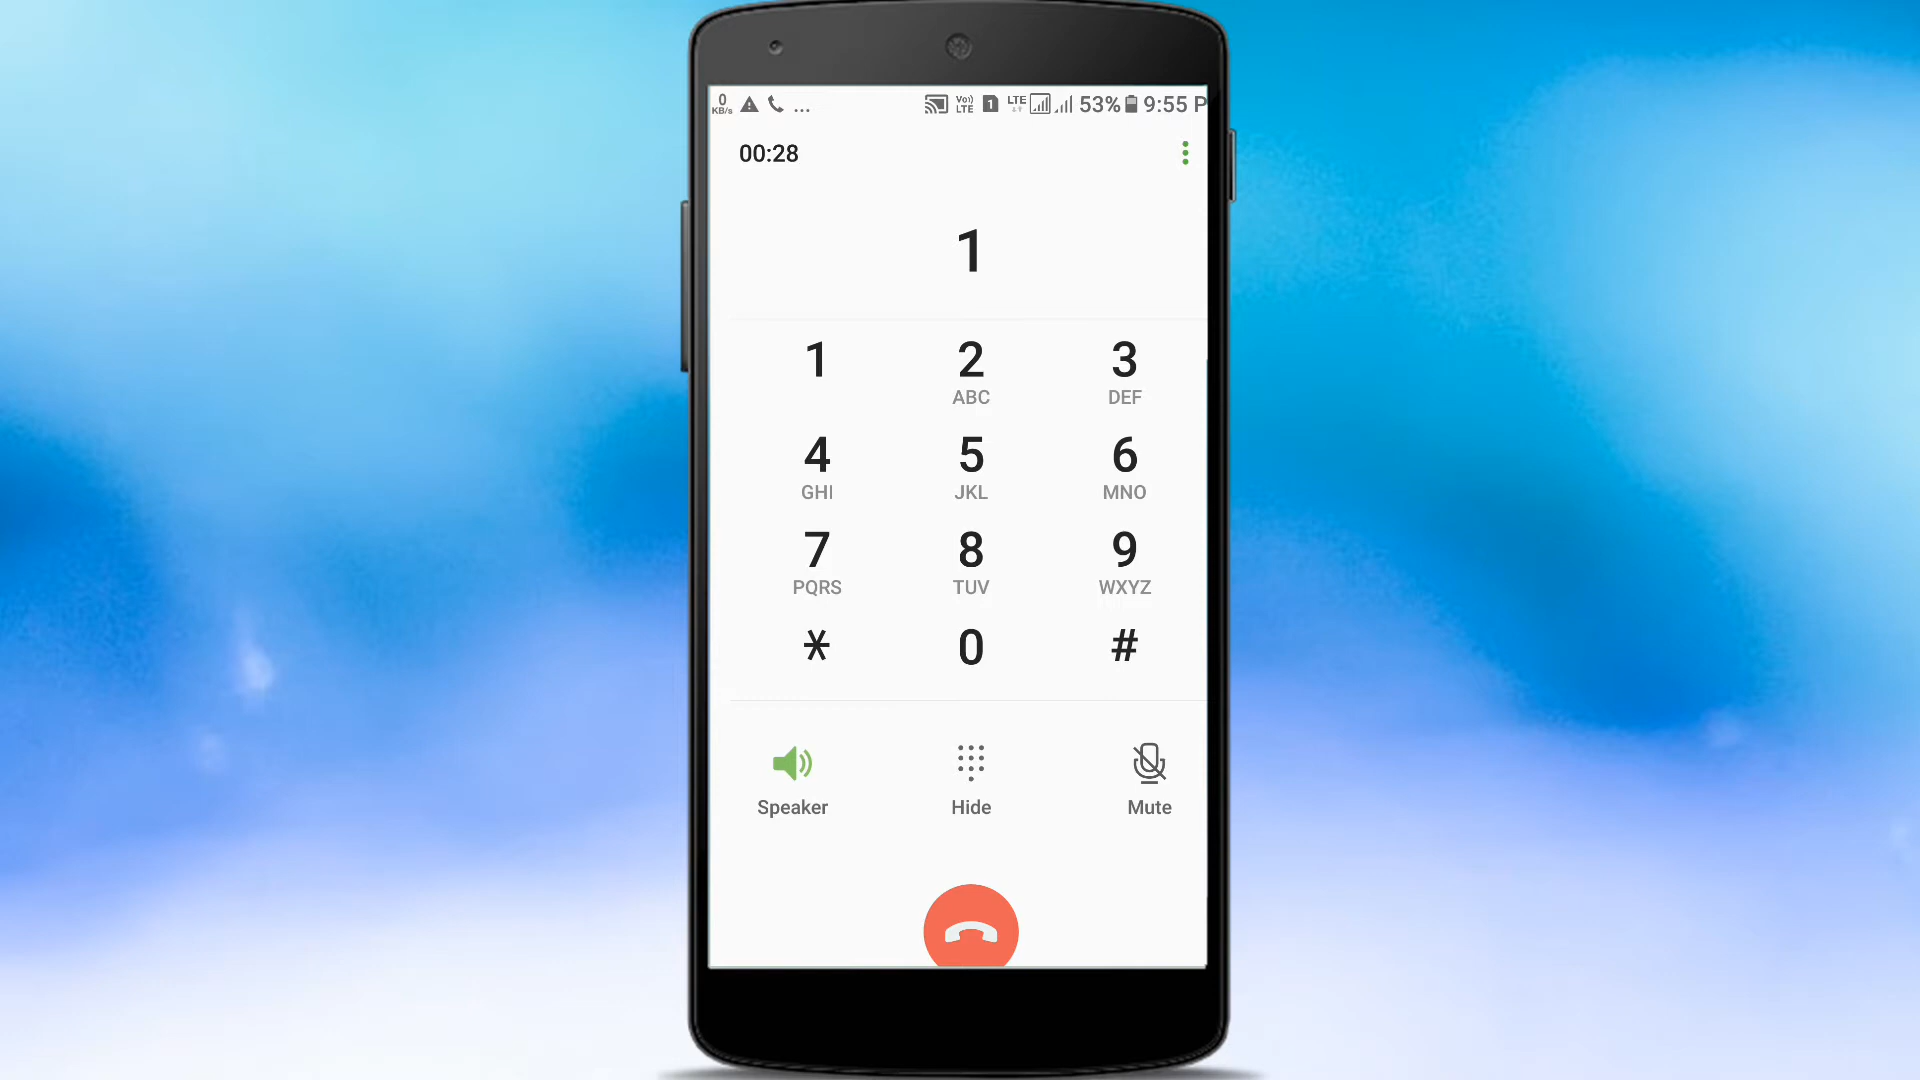 0 KB/s ... Vo)) LTE 1 LTE 53% 9:55 P
00:28
1
1 2 3
ABC DEF
4 5 6
GHI JKL MNO
7 8 9
PQRS TUV WXYZ
* 0 #
Speaker Hide Mute